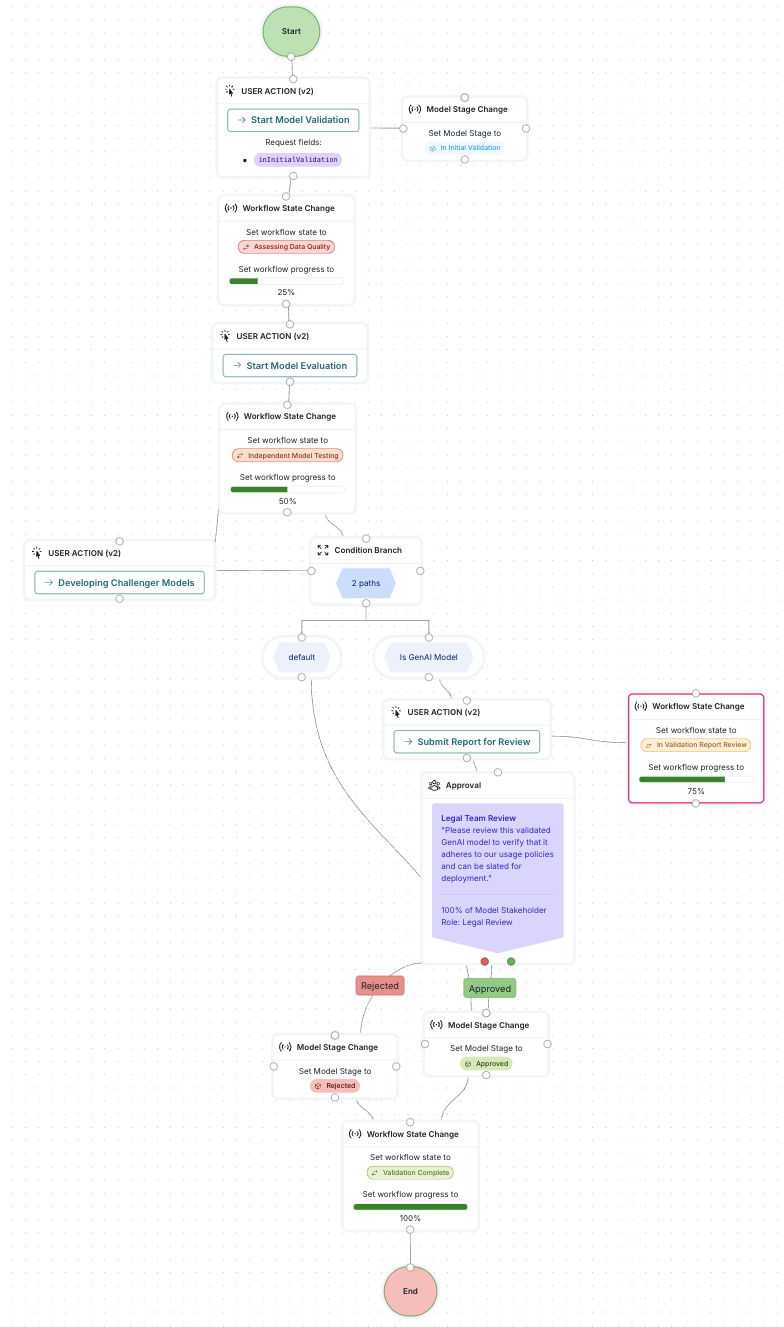 Start
USER ACTION (v2)
Start Model Validation
Request fields:
inInitialValidation
Model Stage Change
Set Model Stage to
In Initial Validation
Workflow State Change
Set workflow state to
Assessing Data Quality
Set workflow progress to
25%
USER ACTION (v2)
Start Model Evaluation
Workflow State Change
Set workflow state to
Independent Model Testing
Set workflow progress to
50%
USER ACTION (v2)
Developing Challenger Models
Condition Branch
2 paths
default
Is GenAI Model
USER ACTION (v2)
Submit Report for Review
Workflow State Change
Set workflow state to
In Validation Report Review
Set workflow progress to
75%
Approval
Legal Team Review
"Please review this validated
GenAI model to verify that it
adheres to our usage policies
and can be slated for
deployment."
100% of Model Stakeholder
Role: Legal Review
Rejected
Approved
Model Stage Change
Set Model Stage to
Rejected
Model Stage Change
Set Model Stage to
Approved
Workflow State Change
Set workflow state to
Validation Complete
Set workflow progress to
100%
End